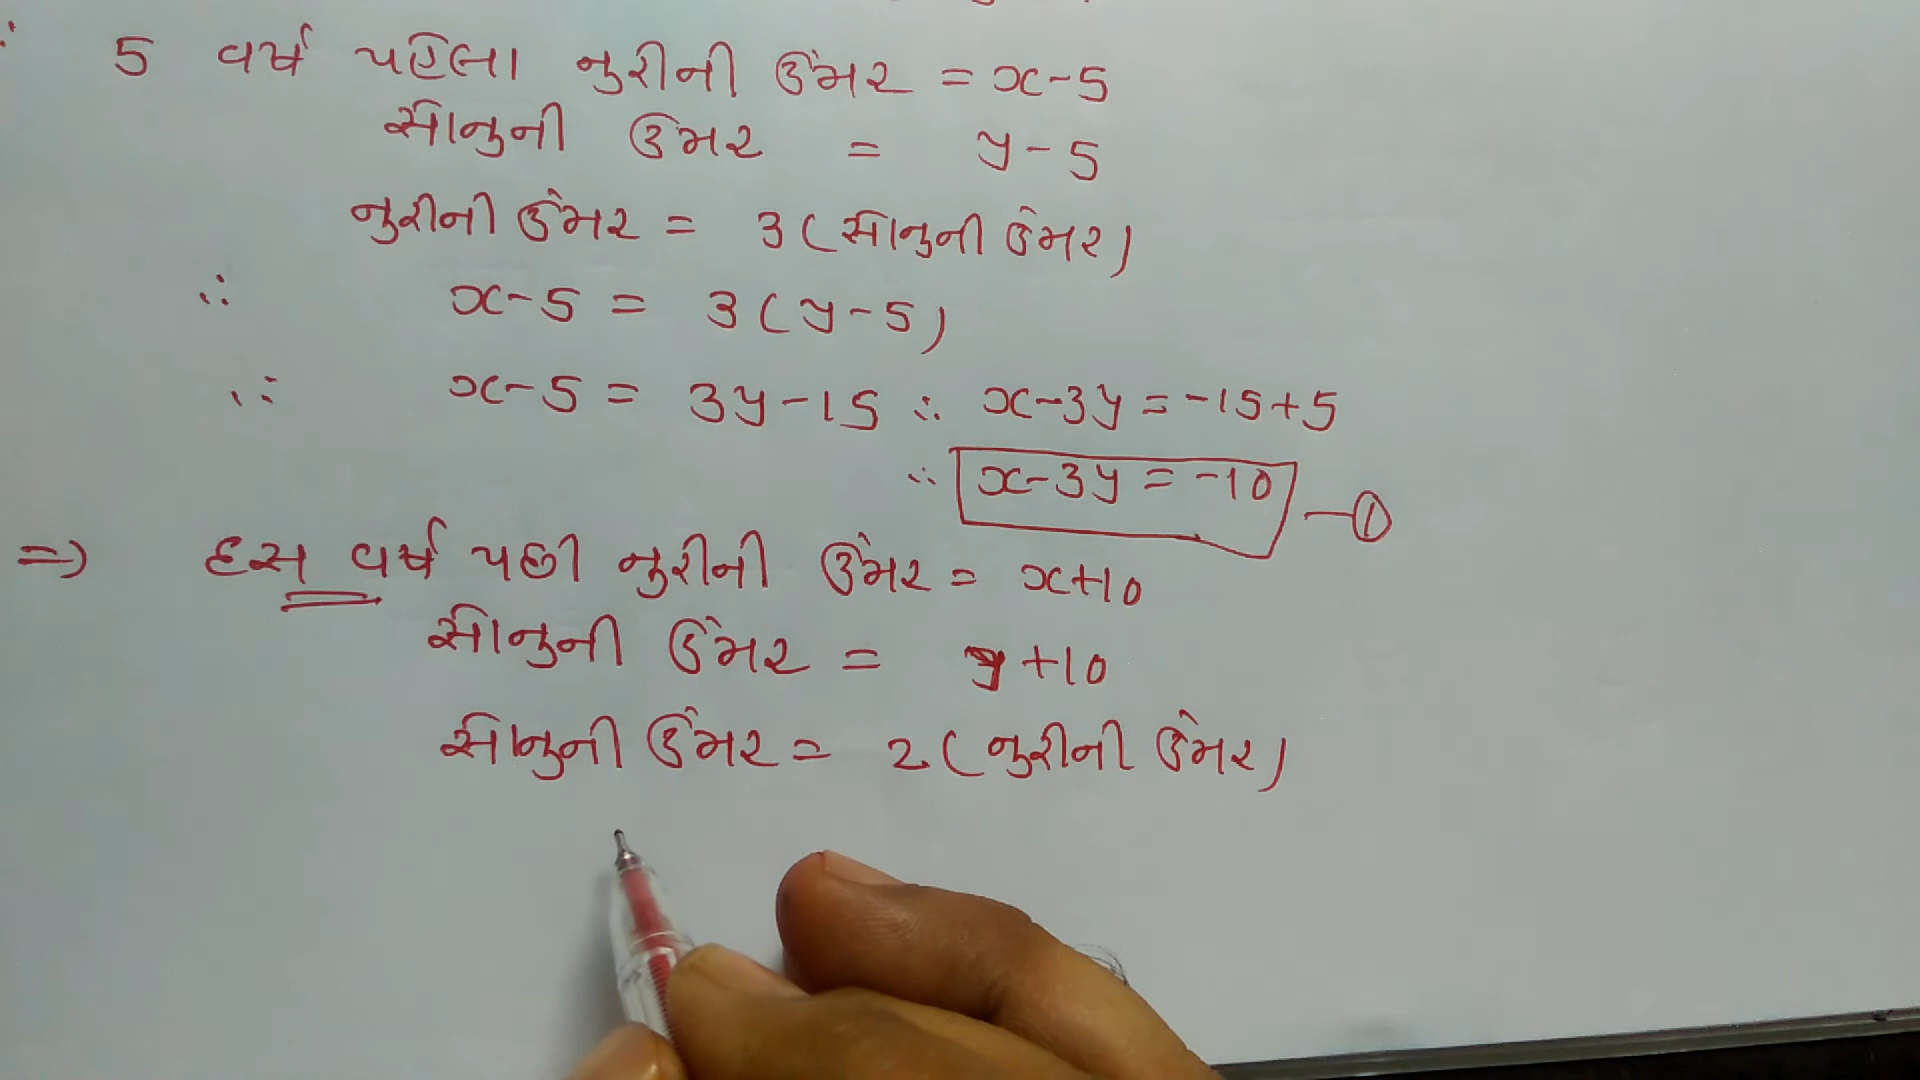 ∴ 5 વર્ષ પહેલા નુરીની ઉંમર = x-5
સોનુની ઉમર = y-5
નુરીની ઉંમર = 3(સોનુની ઉંમર)
∴ x-5 = 3(y-5)
∴ x-5 = 3y-15 ∴ x-3y = -15+5
∴ x-3y = -10 —①
=> દસ વર્ષ પછી નુરીની ઉંમર = x+10
સોનુની ઉંમર = y+10
સોનુની ઉંમર = 2(નુરીની ઉંમર)